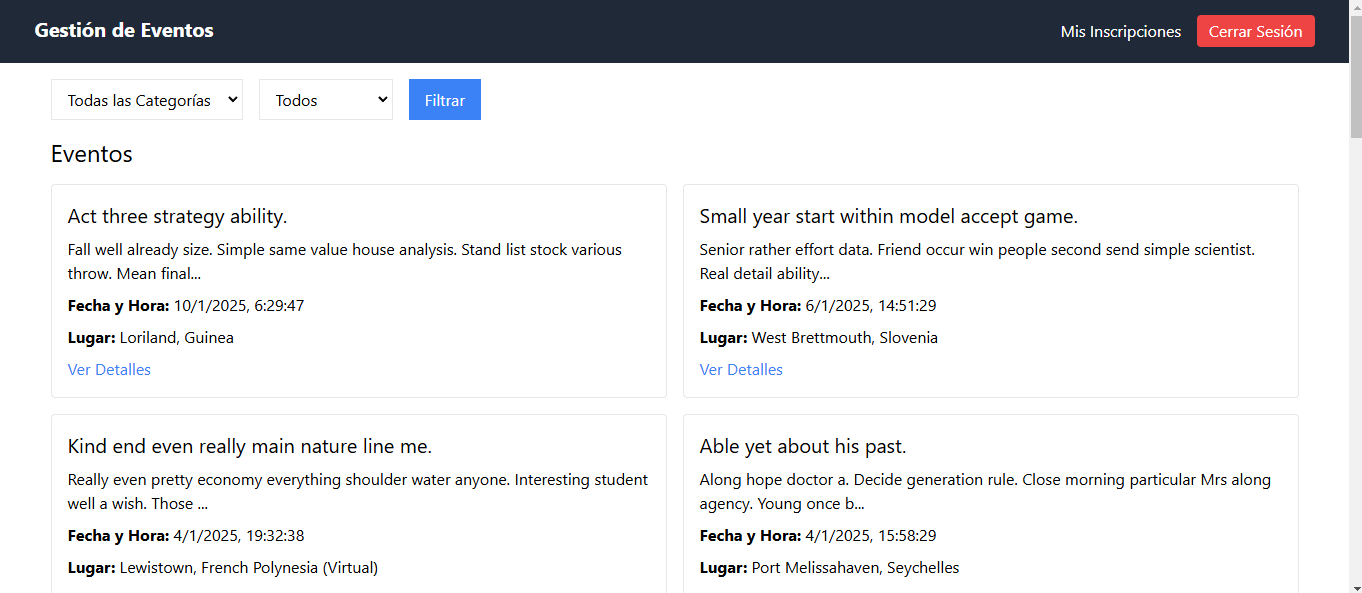 Gestión de Eventos
Mis Inscripciones
Cerrar Sesión
Todas las Categorías
Todos
Filtrar
Eventos
Act three strategy ability.
Fall well already size. Simple same value house analysis. Stand list stock various
throw. Mean final...
Fecha y Hora: 10/1/2025, 6:29:47
Lugar: Loriland, Guinea
Ver Detalles
Small year start within model accept game.
Senior rather effort data. Friend occur win people second send simple scientist.
Real detail ability...
Fecha y Hora: 6/1/2025, 14:51:29
Lugar: West Brettmouth, Slovenia
Ver Detalles
Kind end even really main nature line me.
Really even pretty economy everything shoulder water anyone. Interesting student
well a wish. Those ...
Fecha y Hora: 4/1/2025, 19:32:38
Lugar: Lewistown, French Polynesia (Virtual)
Able yet about his past.
Along hope doctor a. Decide generation rule. Close morning particular Mrs along
agency. Young once b...
Fecha y Hora: 4/1/2025, 15:58:29
Lugar: Port Melissahaven, Seychelles